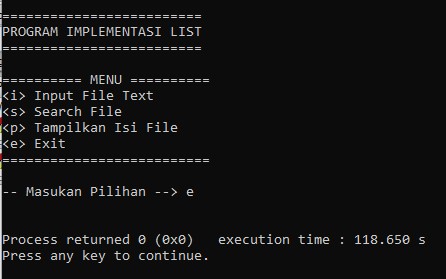 =========================
PROGRAM IMPLEMENTASI LIST
=========================
========== MENU ==========
<i> Input File Text
<s> Search File
<p> Tampilkan Isi File
<e> Exit
==========================
-- Masukan Pilihan --> e
Process returned 0 (0x0)   execution time : 118.650 s
Press any key to continue.